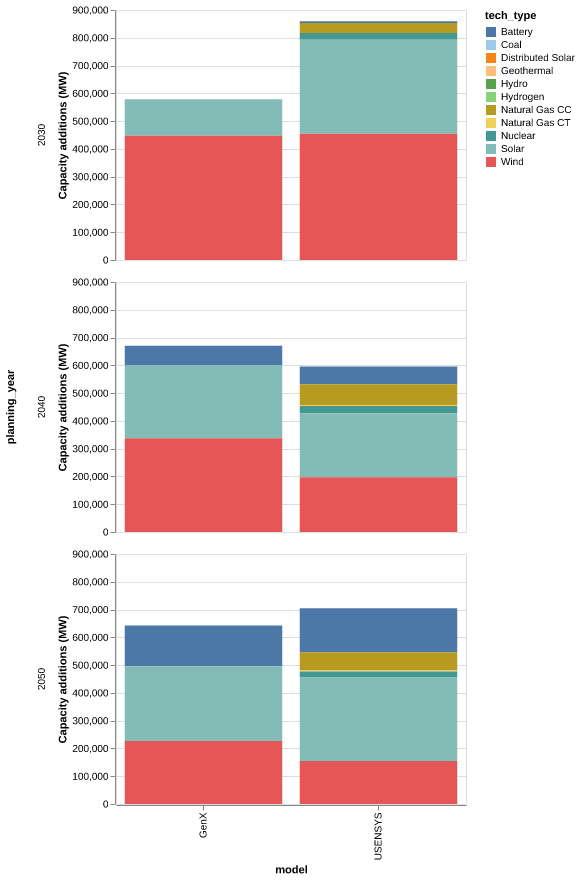 tech_type
Battery
Coal
Distributed Solar
Geothermal
Hydro
Hydrogen
Natural Gas CC
Natural Gas CT
Nuclear
Solar
Wind
planning_year
2030
Capacity additions (MW)
900,000
800,000
700,000
600,000
500,000
400,000
300,000
200,000
100,000
0
2040
Capacity additions (MW)
900,000
800,000
700,000
600,000
500,000
400,000
300,000
200,000
100,000
0
2050
Capacity additions (MW)
900,000
800,000
700,000
600,000
500,000
400,000
300,000
200,000
100,000
0
GenX
USENSYS
model